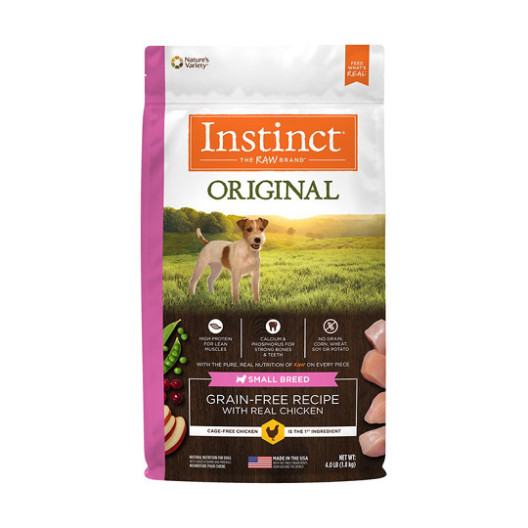 Nature's
Variety®
FEED
WHAT'S
REAL!
Instinct®
THE RAW BRAND™
ORIGINAL
HIGH PROTEIN
FOR LEAN
MUSCLES
CALCIUM &
PHOSPHORUS FOR
STRONG BONES
& TEETH
NO GRAIN,
CORN, WHEAT,
SOY OR POTATO
WITH THE PURE, REAL NUTRITION OF RAW ON EVERY PIECE
SMALL BREED
GRAIN-FREE RECIPE
WITH REAL CHICKEN
CAGE-FREE CHICKEN IS THE 1ST INGREDIENT
MADE IN THE USA
NET WT:
4.0 LB (1.8 kg)